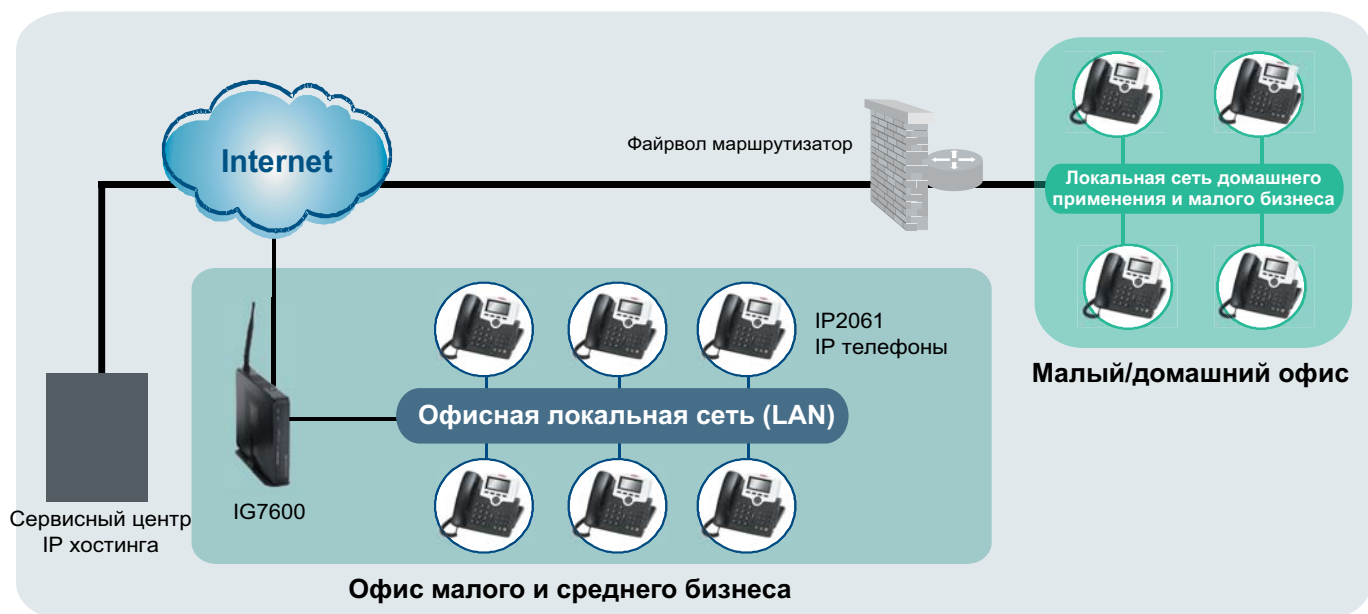 Internet
Файрвол маршрутизатор
Локальная сеть домашнего
применения и малого бизнеса
Малый/домашний офис
IP2061
IP телефоны
Офисная локальная сеть (LAN)
IG7600
Сервисный центр
IP хостинга
Офис малого и среднего бизнеса